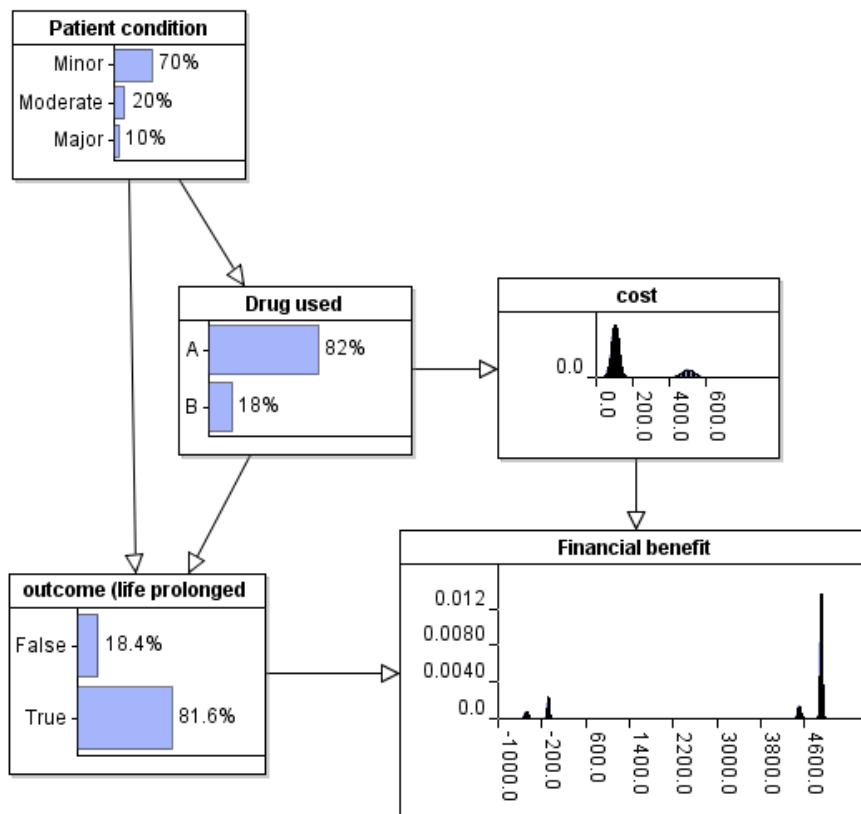 Patient condition
Minor 70%
Moderate 20%
Major 10%
Drug used
A 82%
B 18%
cost
0.0
0.0
200.0
400.0
600.0
outcome (life prolonged
False 18.4%
True 81.6%
Financial benefit
0.012
0.0080
0.0040
0.0
-1000.0
-200.0
600.0
1400.0
2200.0
3000.0
3800.0
4600.0